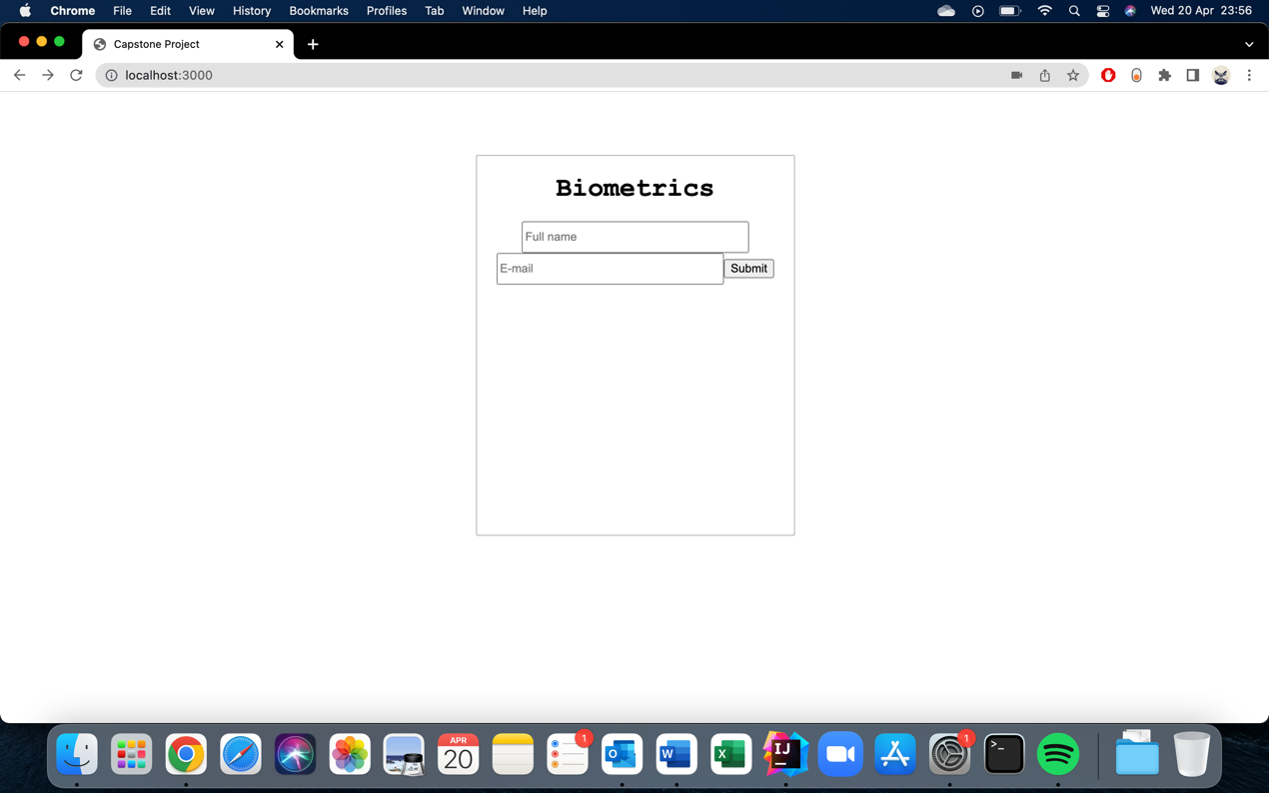 Chrome File Edit View History Bookmarks Profiles Tab Window Help Wed 20 Apr 23:56
Capstone Project
localhost:3000
Biometrics
Full name
E-mail Submit
APR
20
1
W
X
IJ
1
>_